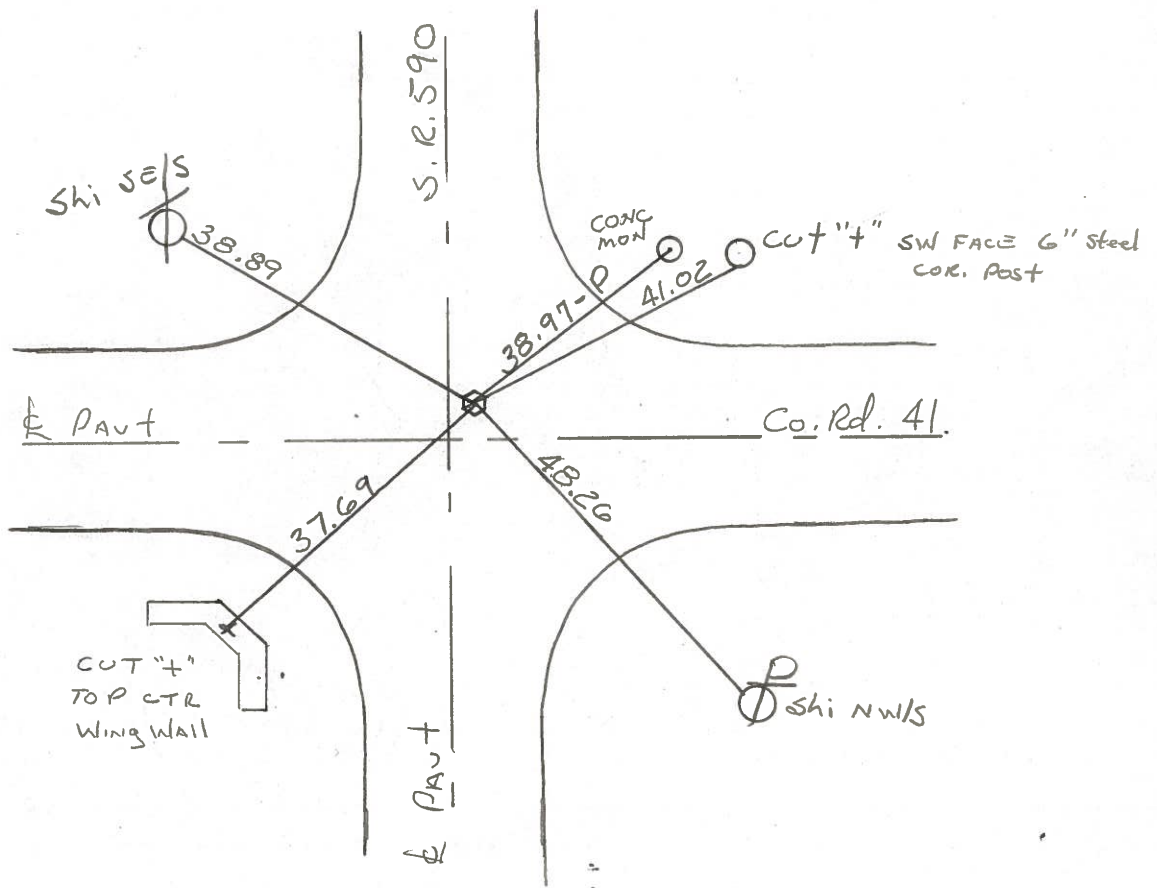 S.R.590
Shi SE/S
38.89
CONC
MON
CUT "+" SW FACE 6" Steel
COR. Post
38.97-P
41.02
℄ PAVT
Co. Rd. 41.
37.69
48.26
CUT "+"
TOP CTR
WING WALL
P
Shi NW/S
℄ PAVT